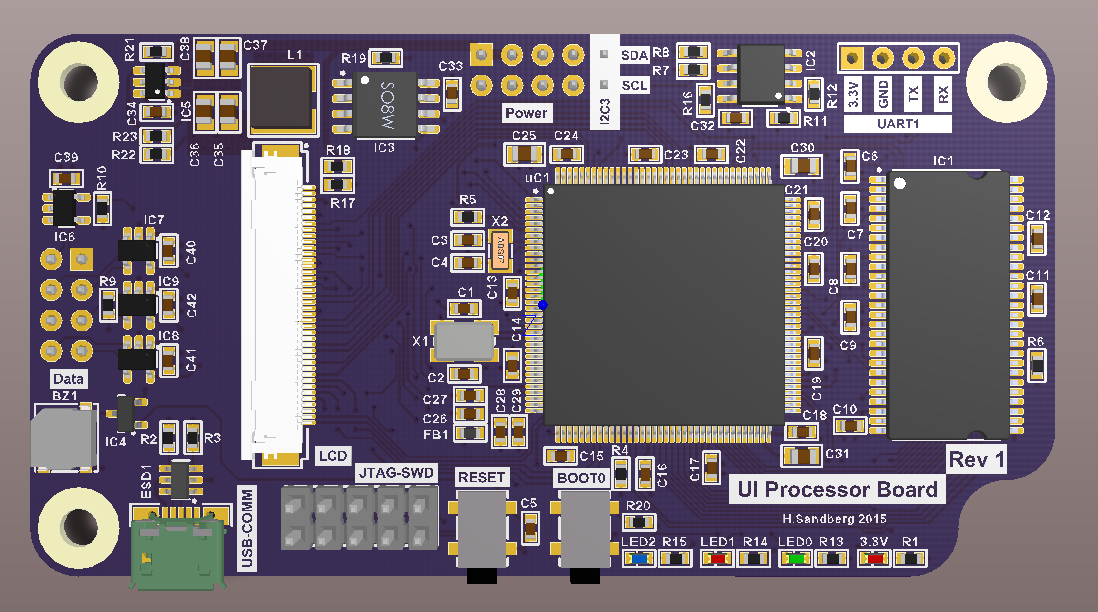 R21
C38
C37
L1
R19
C33
SO8W
IC3
Power
SDA
SCL
I2C3
R8
R7
R16
C32
IC2
R12
R11
3.3V
GND
TX
RX
UART1
C34
IC5
R23
R22
C36
C35
C39
R10
IC6
R18
R17
C25
C24
C23
C22
C30
C6
IC1
uC1
C21
R5
X2
C3
C4
C7
C12
C20
IC7
C40
C13
C8
C11
R9
IC9
C42
C1
C14
X1
C9
IC8
C41
R6
Data
BZ1
C2
C19
C27
C28
C29
C26
FB1
IC4
R2
R3
C18
C10
LCD
C15
R4
C16
C17
C31
Rev 1
ESD1
JTAG-SWD
RESET
BOOT0
UI Processor Board
USB-COMM
C5
R20
H.Sandberg 2015
LED2
R15
LED1
R14
LED0
R13
3.3V
R1